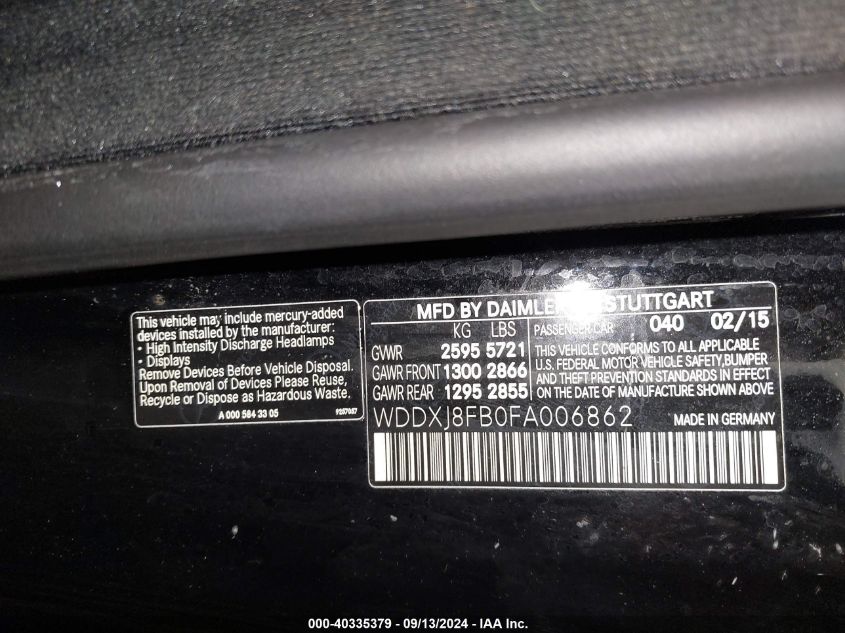 This vehicle may include mercury-added
devices installed by the manufacturer:
• High Intensity Discharge Headlamps
• Displays
Remove Devices Before Vehicle Disposal.
Upon Removal of Devices Please Reuse,
Recycle or Dispose as Hazardous Waste.
A 000 584 33 05 9287057
MFD BY STUTTGART
KG LBS
GVWR 2595 5721
GAWR FRONT 1300 2866
GAWR REAR 1295 2855
PASSENGER CAR 040 02/15
THIS VEHICLE CONFORMS TO ALL APPLICABLE
U.S. FEDERAL MOTOR VEHICLE SAFETY, BUMPER
AND THEFT PREVENTION STANDARDS IN EFFECT
ON THE DATE OF MANUFACTURE SHOWN ABOVE
WDDXJ8FB0FA006862 MADE IN GERMANY
000-40335379 - 09/13/2024 - IAA Inc.